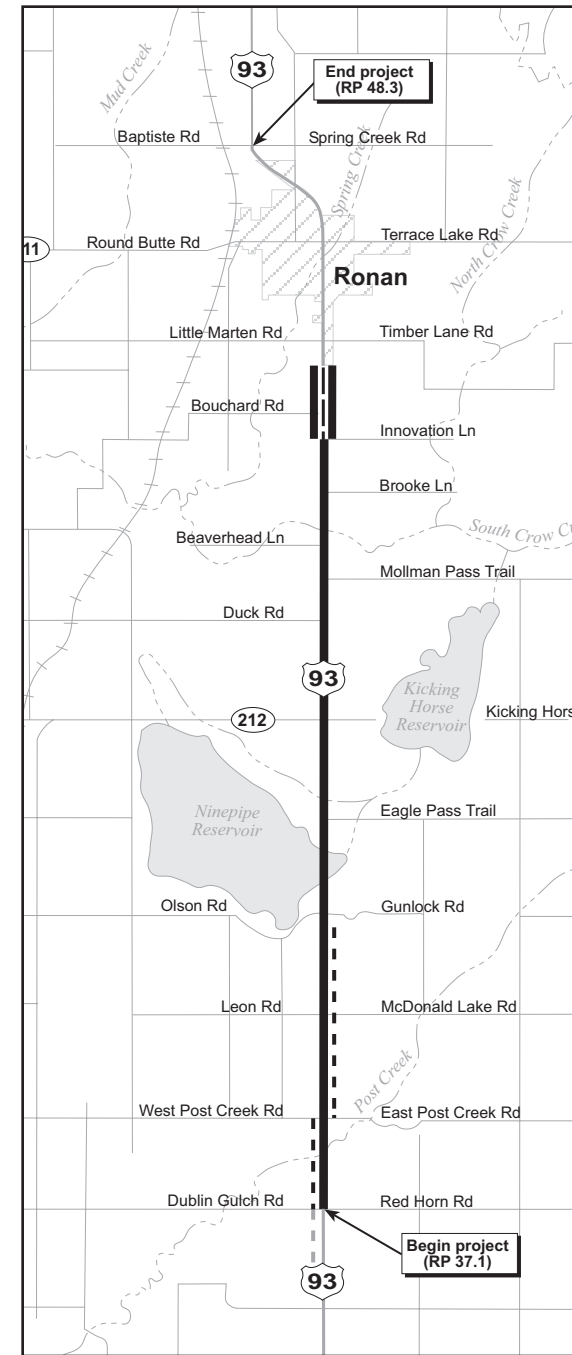 Mud Creek
93
End project
(RP 48.3)
Baptiste Rd
Spring Creek Rd
Spring Creek
North Crow Creek
11
Round Butte Rd
Terrace Lake Rd
Ronan
Little Marten Rd
Timber Lane Rd
Bouchard Rd
Innovation Ln
Brooke Ln
South Crow Cr
Beaverhead Ln
Mollman Pass Trail
Duck Rd
93
Kicking
Horse
Reservoir
212
Kicking Hors
Ninepipe
Reservoir
Eagle Pass Trail
Olson Rd
Gunlock Rd
Leon Rd
McDonald Lake Rd
Post Creek
West Post Creek Rd
East Post Creek Rd
Dublin Gulch Rd
Red Horn Rd
Begin project
(RP 37.1)
93